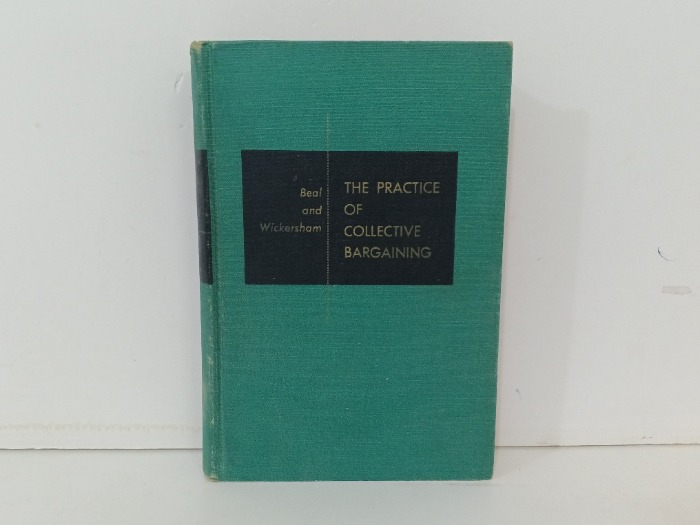 Beal
and
Wickersham
THE PRACTICE
OF
COLLECTIVE
BARGAINING